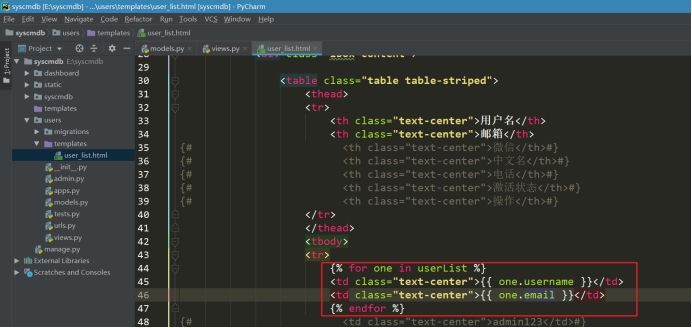 syscmdb [E:\syscmdb] - ...\users\templates\user_list.html [syscmdb] - PyCharm
File Edit View Navigate Code Refactor Run Tools VCS Window Help
syscmdb users templates user_list.html
1: Project
Project
models.py views.py user_list.html
syscmdb E:\syscmdb
dashboard
static
syscmdb
templates
users
migrations
templates
user_list.html
__init__.py
admin.py
apps.py
models.py
tests.py
urls.py
views.py
manage.py
External Libraries
Scratches and Consoles
28
29
30 <table class="table table-striped">
31 <thead>
32 <tr>
33 <th class="text-center">用户名</th>
34 <th class="text-center">邮箱</th>
35 {# <th class="text-center">微信</th>#}
36 {# <th class="text-center">中文名</th>#}
37 {# <th class="text-center">电话</th>#}
38 {# <th class="text-center">激活状态</th>#}
39 {# <th class="text-center">操作</th>#}
40 </tr>
41 </thead>
42 <tbody>
43 <tr>
44 {% for one in userList %}
45 <td class="text-center">{{ one.username }}</td>
46 <td class="text-center">{{ one.email }}</td>
47 {% endfor %}
48 {# <td class="text-center">admin123</td>#}